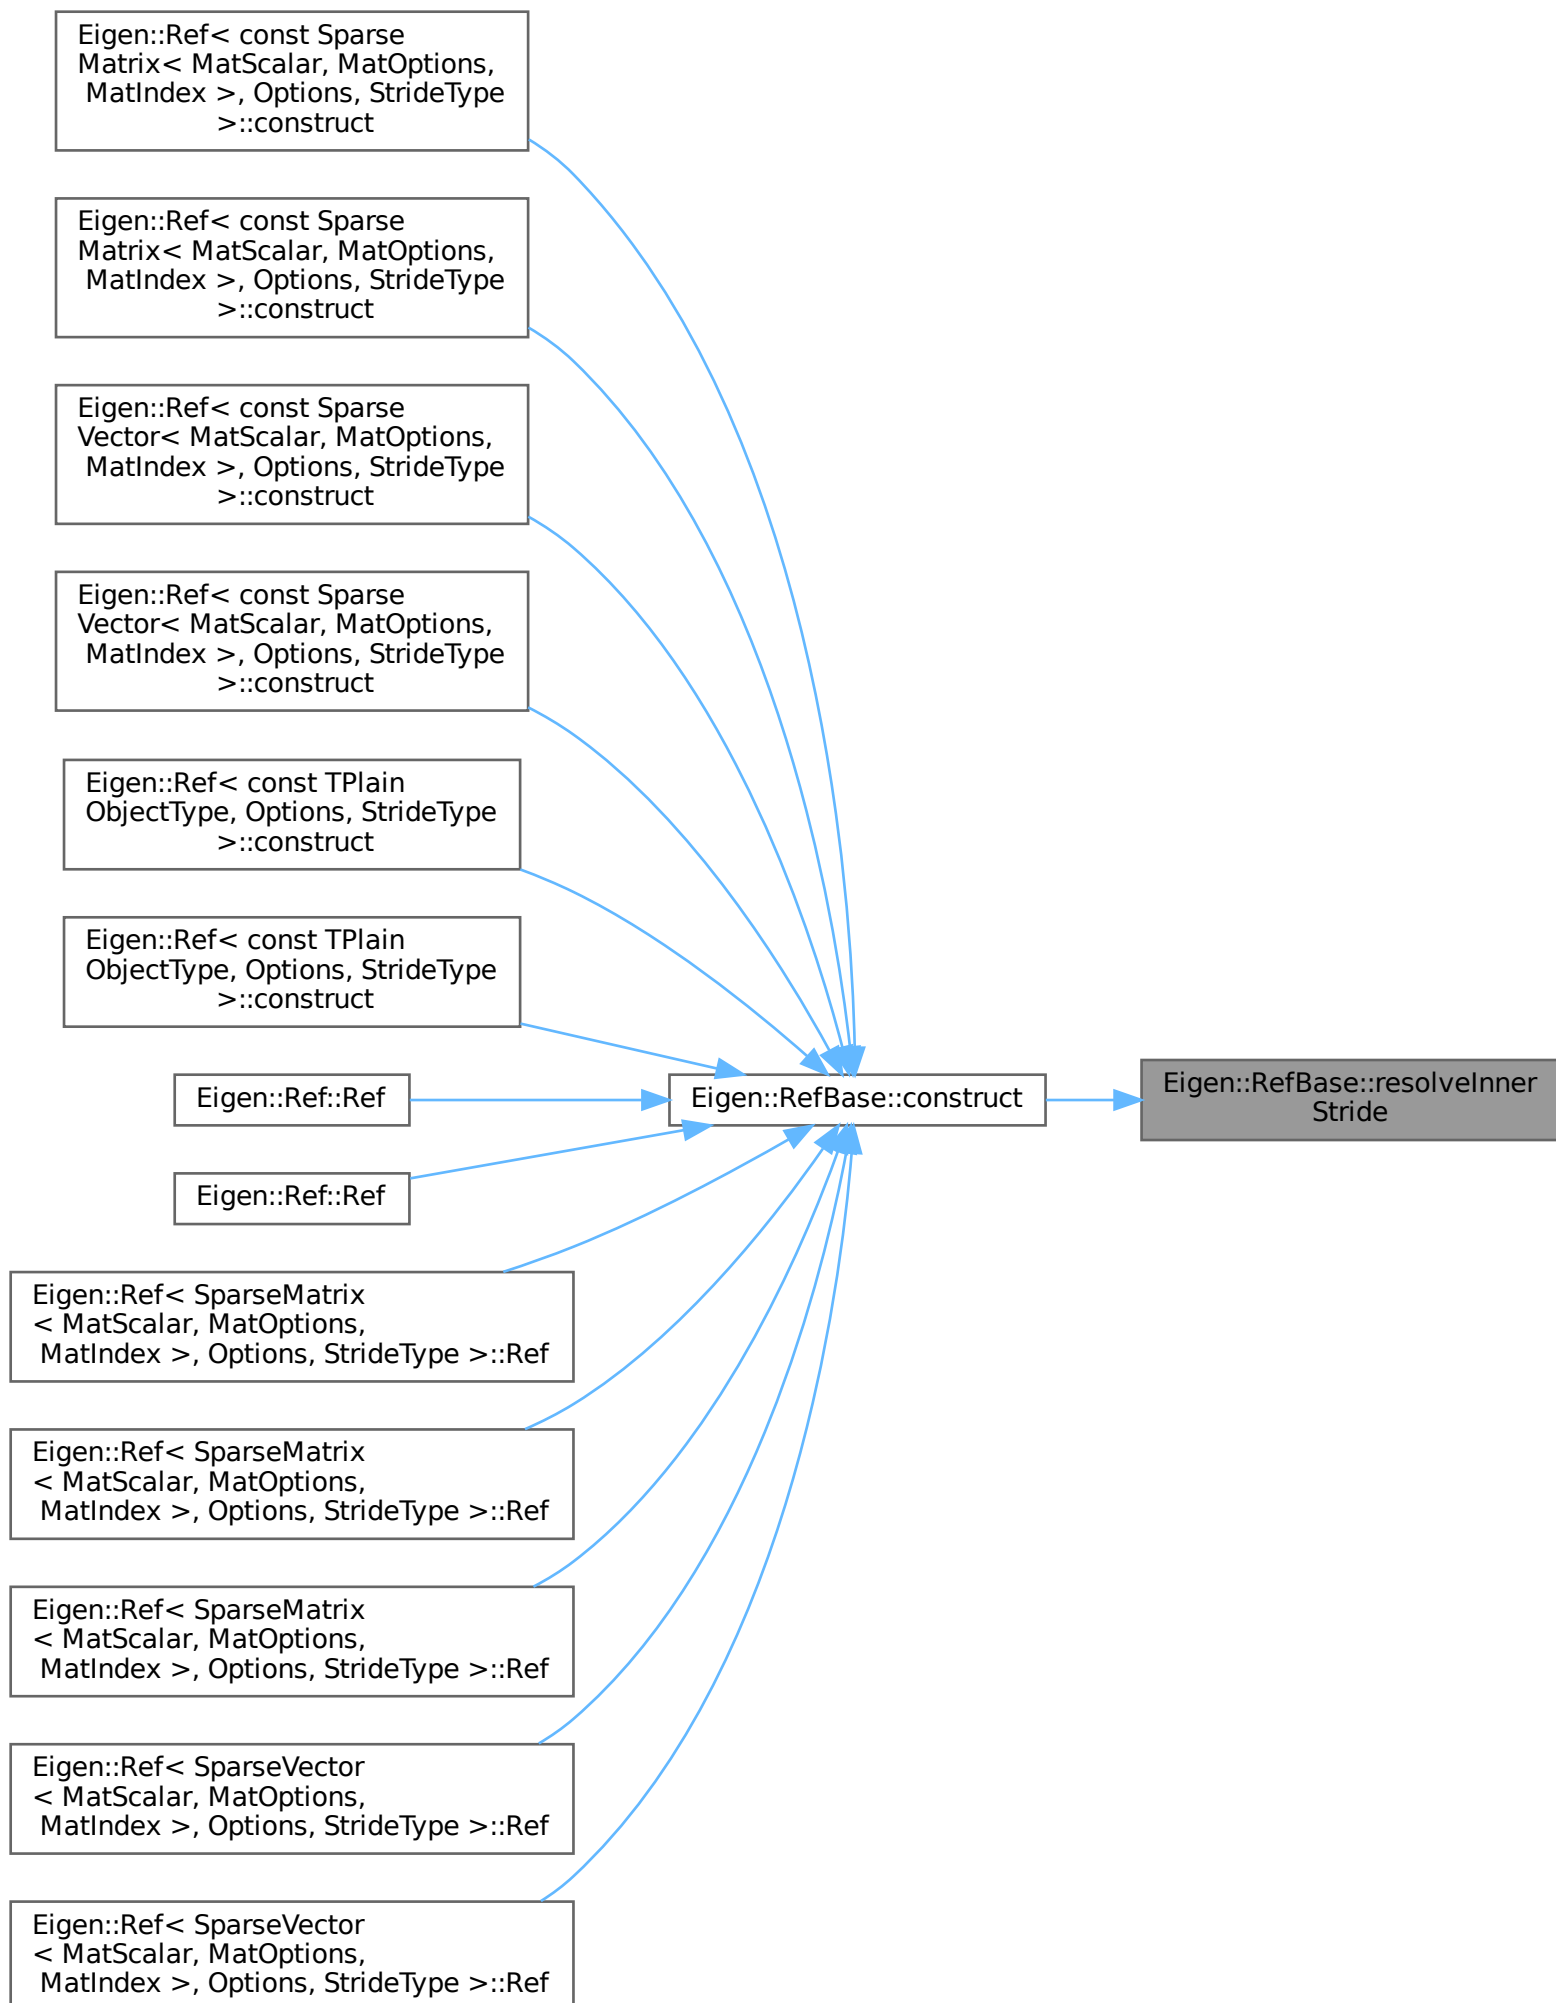 Eigen::Ref< const Sparse
Matrix< MatScalar, MatOptions,
MatIndex >, Options, StrideType
>::construct
Eigen::Ref< const Sparse
Matrix< MatScalar, MatOptions,
MatIndex >, Options, StrideType
>::construct
Eigen::Ref< const Sparse
Vector< MatScalar, MatOptions,
MatIndex >, Options, StrideType
>::construct
Eigen::Ref< const Sparse
Vector< MatScalar, MatOptions,
MatIndex >, Options, StrideType
>::construct
Eigen::Ref< const TPlain
ObjectType, Options, StrideType
>::construct
Eigen::Ref< const TPlain
ObjectType, Options, StrideType
>::construct
Eigen::Ref::Ref
Eigen::RefBase::construct
Eigen::RefBase::resolveInner
Stride
Eigen::Ref::Ref
Eigen::Ref< SparseMatrix
< MatScalar, MatOptions,
MatIndex >, Options, StrideType >::Ref
Eigen::Ref< SparseMatrix
< MatScalar, MatOptions,
MatIndex >, Options, StrideType >::Ref
Eigen::Ref< SparseMatrix
< MatScalar, MatOptions,
MatIndex >, Options, StrideType >::Ref
Eigen::Ref< SparseVector
< MatScalar, MatOptions,
MatIndex >, Options, StrideType >::Ref
Eigen::Ref< SparseVector
< MatScalar, MatOptions,
MatIndex >, Options, StrideType >::Ref